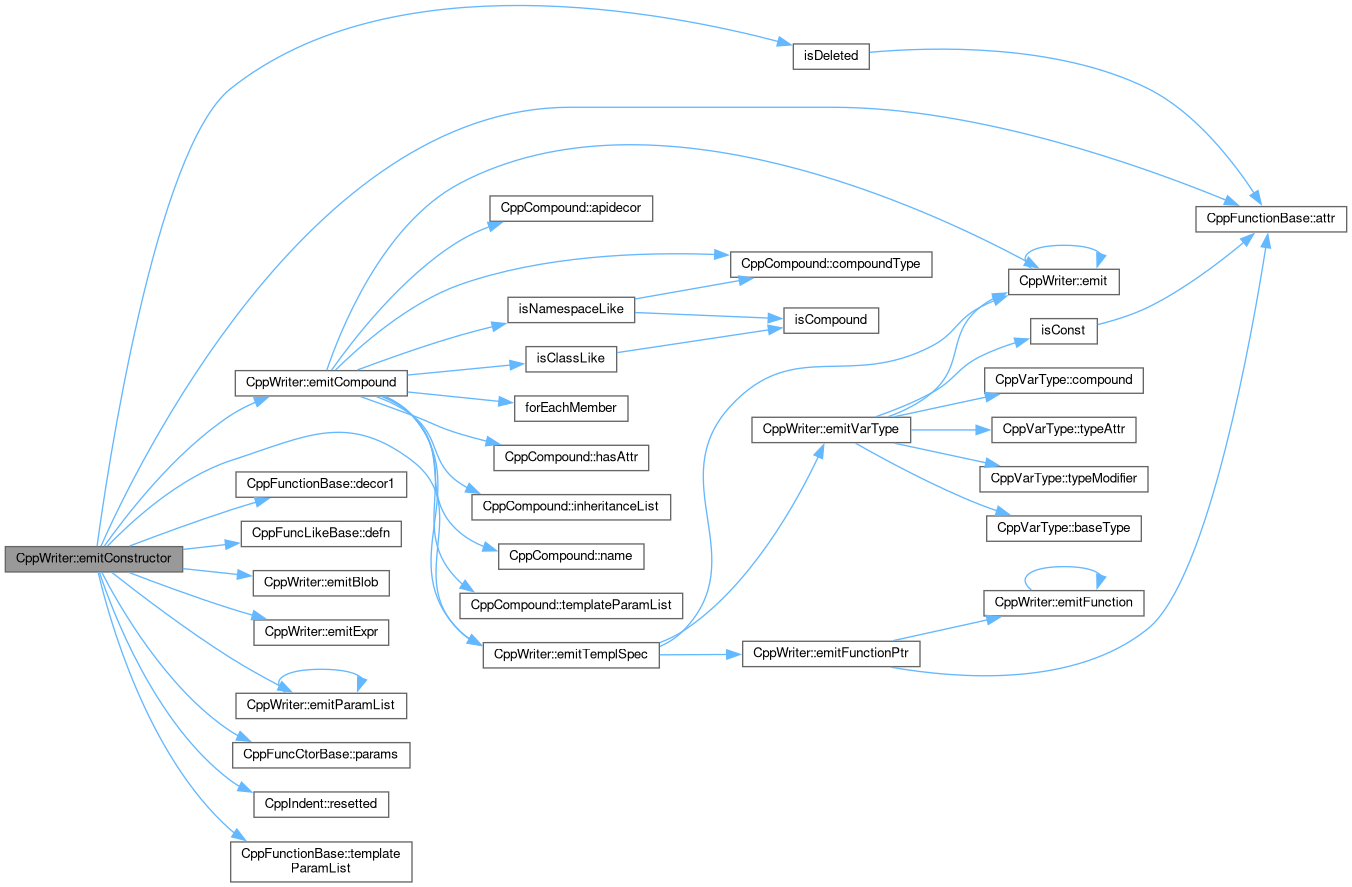 isDeleted
CppFunctionBase::attr
CppCompound::apidecor
CppCompound::compoundType
CppWriter::emit
isNamespaceLike
isCompound
isConst
isClassLike
CppWriter::emitCompound
CppVarType::compound
forEachMember
CppWriter::emitVarType
CppVarType::typeAttr
CppCompound::hasAttr
CppVarType::typeModifier
CppFunctionBase::decor1
CppCompound::inheritanceList
CppVarType::baseType
CppFuncLikeBase::defn
CppWriter::emitConstructor
CppCompound::name
CppWriter::emitBlob
CppCompound::templateParamList
CppWriter::emitFunction
CppWriter::emitExpr
CppWriter::emitTemplSpec
CppWriter::emitFunctionPtr
CppWriter::emitParamList
CppFuncCtorBase::params
CppIndent::resetted
CppFunctionBase::template
ParamList